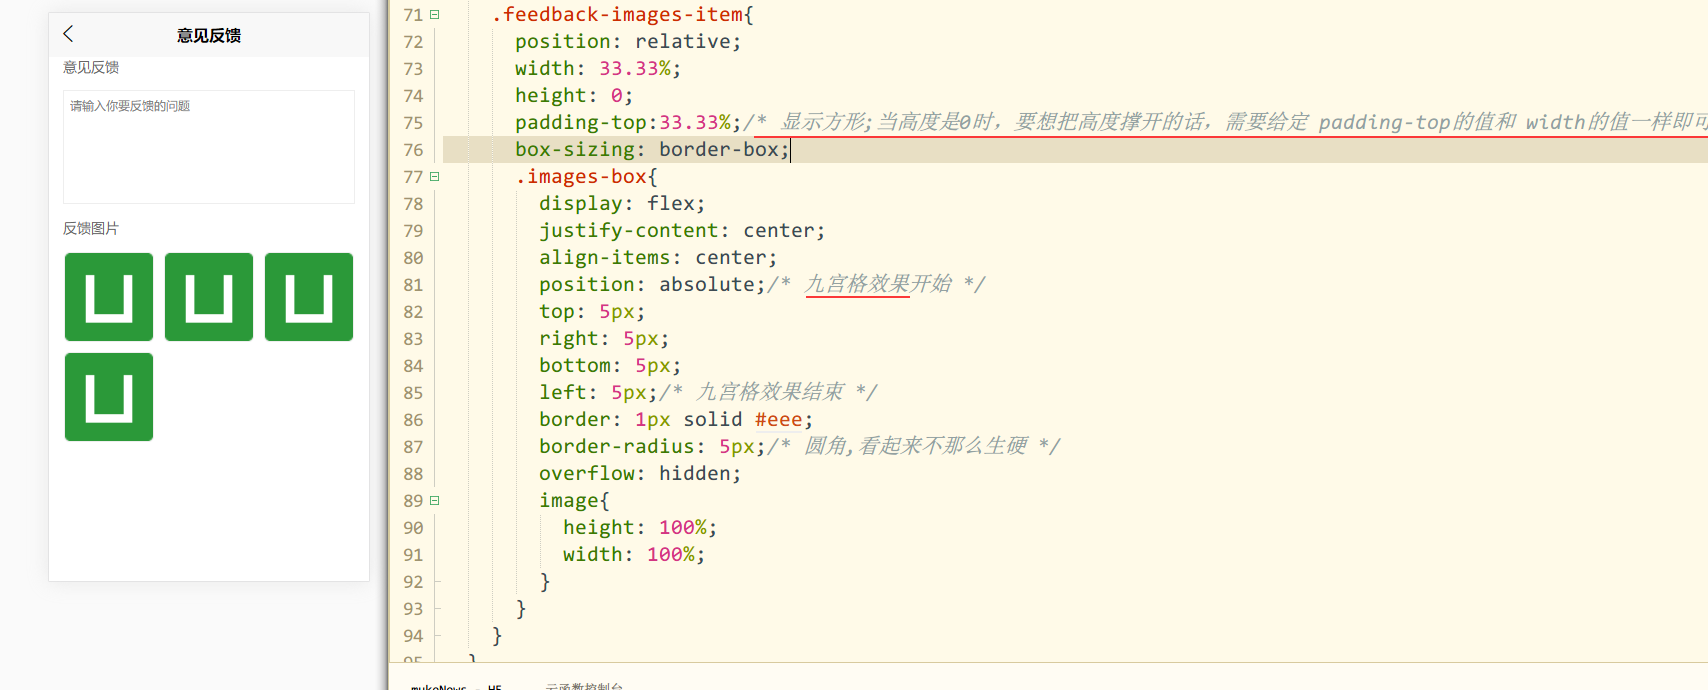 意见反馈
意见反馈
请输入你要反馈的问题
反馈图片
71 .feedback-images-item{
72 position: relative;
73 width: 33.33%;
74 height: 0;
75 padding-top:33.33%;/* 显示方形;当高度是0时，要想把高度撑开的话，需要给定 padding-top的值和 width的值一样即可
76 box-sizing: border-box;
77 .images-box{
78 display: flex;
79 justify-content: center;
80 align-items: center;
81 position: absolute;/* 九宫格效果开始 */
82 top: 5px;
83 right: 5px;
84 bottom: 5px;
85 left: 5px;/* 九宫格效果结束 */
86 border: 1px solid #eee;
87 border-radius: 5px;/* 圆角,看起来不那么生硬 */
88 overflow: hidden;
89 image{
90 height: 100%;
91 width: 100%;
92 }
93 }
94 }
95 }
mukeNews - H5 云函数控制台